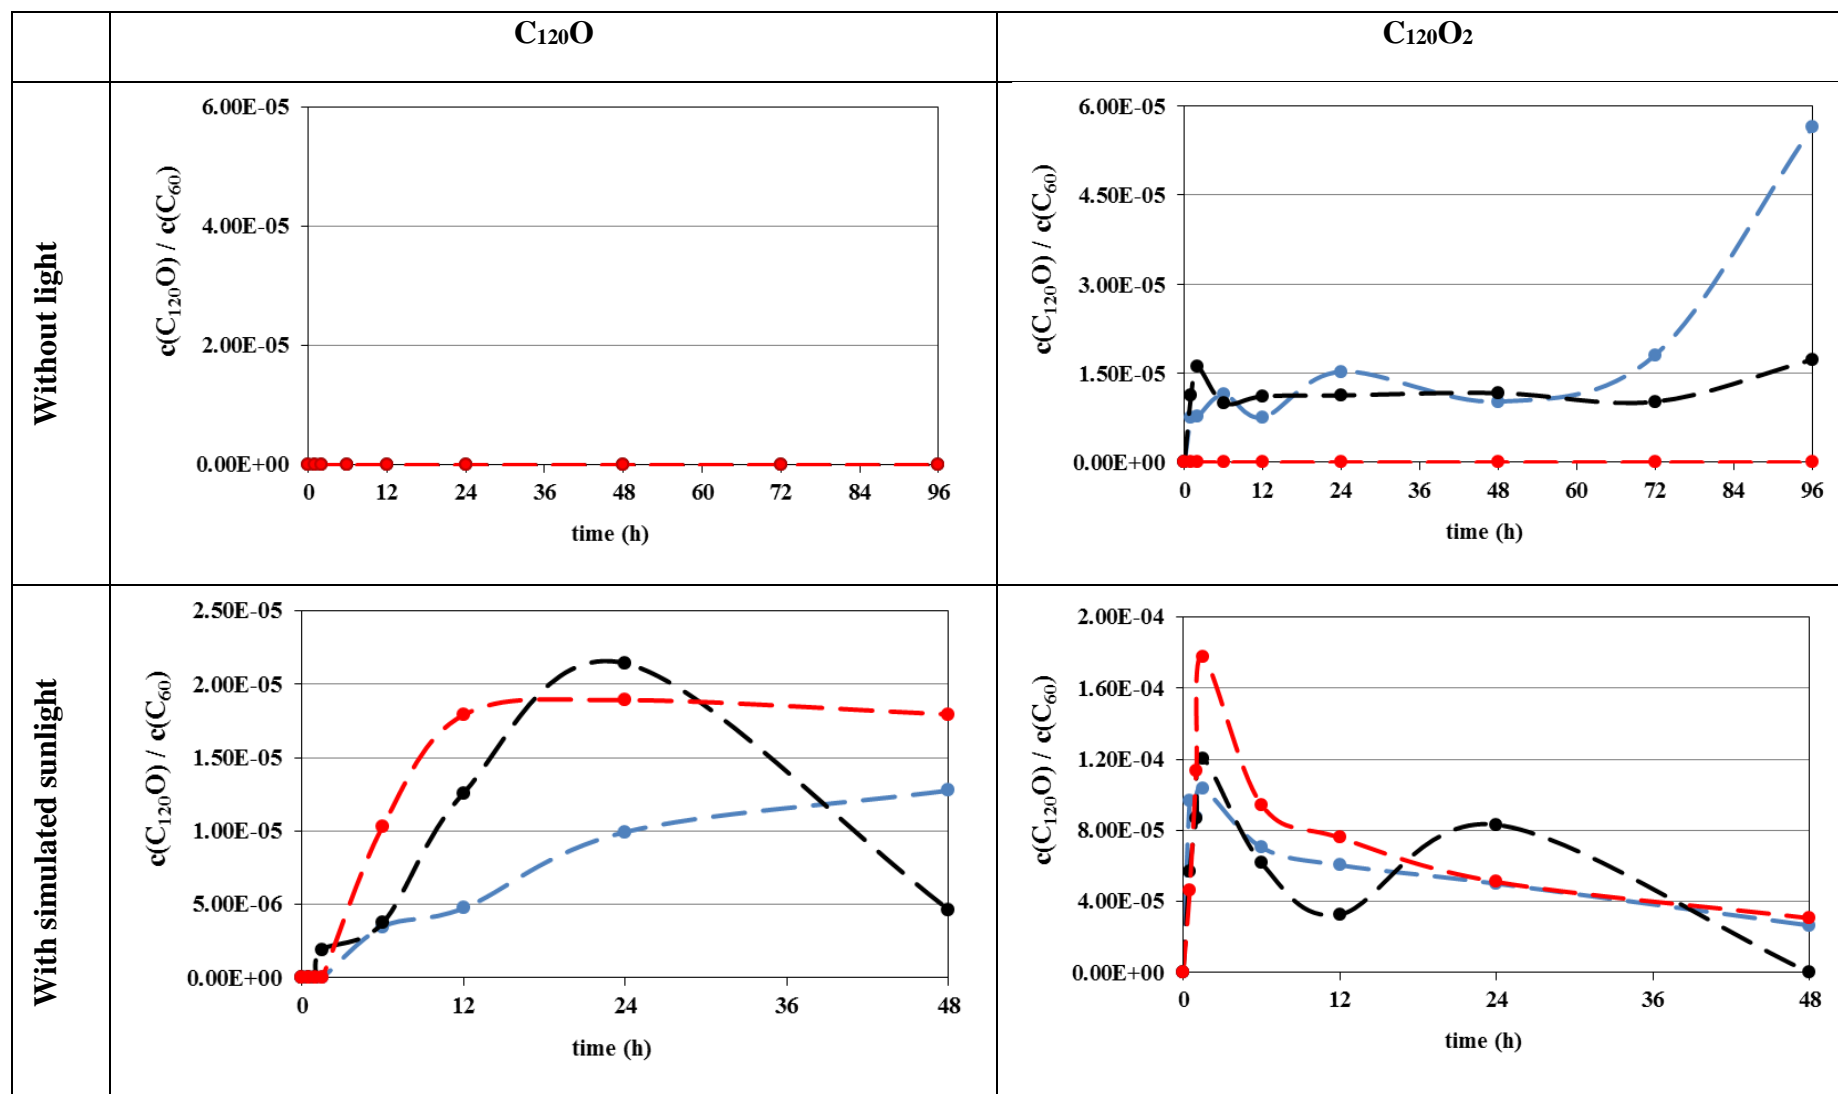 C₁₂₀O
C₁₂₀O₂
Without light
6.00E-05
4.00E-05
2.00E-05
0.00E+00
c(C₁₂₀O) / c(C₆₀)
0 12 24 36 48 60 72 84 96
time (h)
6.00E-05
4.50E-05
3.00E-05
1.50E-05
0.00E+00
c(C₁₂₀O) / c(C₆₀)
0 12 24 36 48 60 72 84 96
time (h)
With simulated sunlight
2.50E-05
2.00E-05
1.50E-05
1.00E-05
5.00E-06
0.00E+00
c(C₁₂₀O) / c(C₆₀)
0 12 24 36 48
time (h)
2.00E-04
1.60E-04
1.20E-04
8.00E-05
4.00E-05
0.00E+00
c(C₁₂₀O) / c(C₆₀)
0 12 24 36 48
time (h)